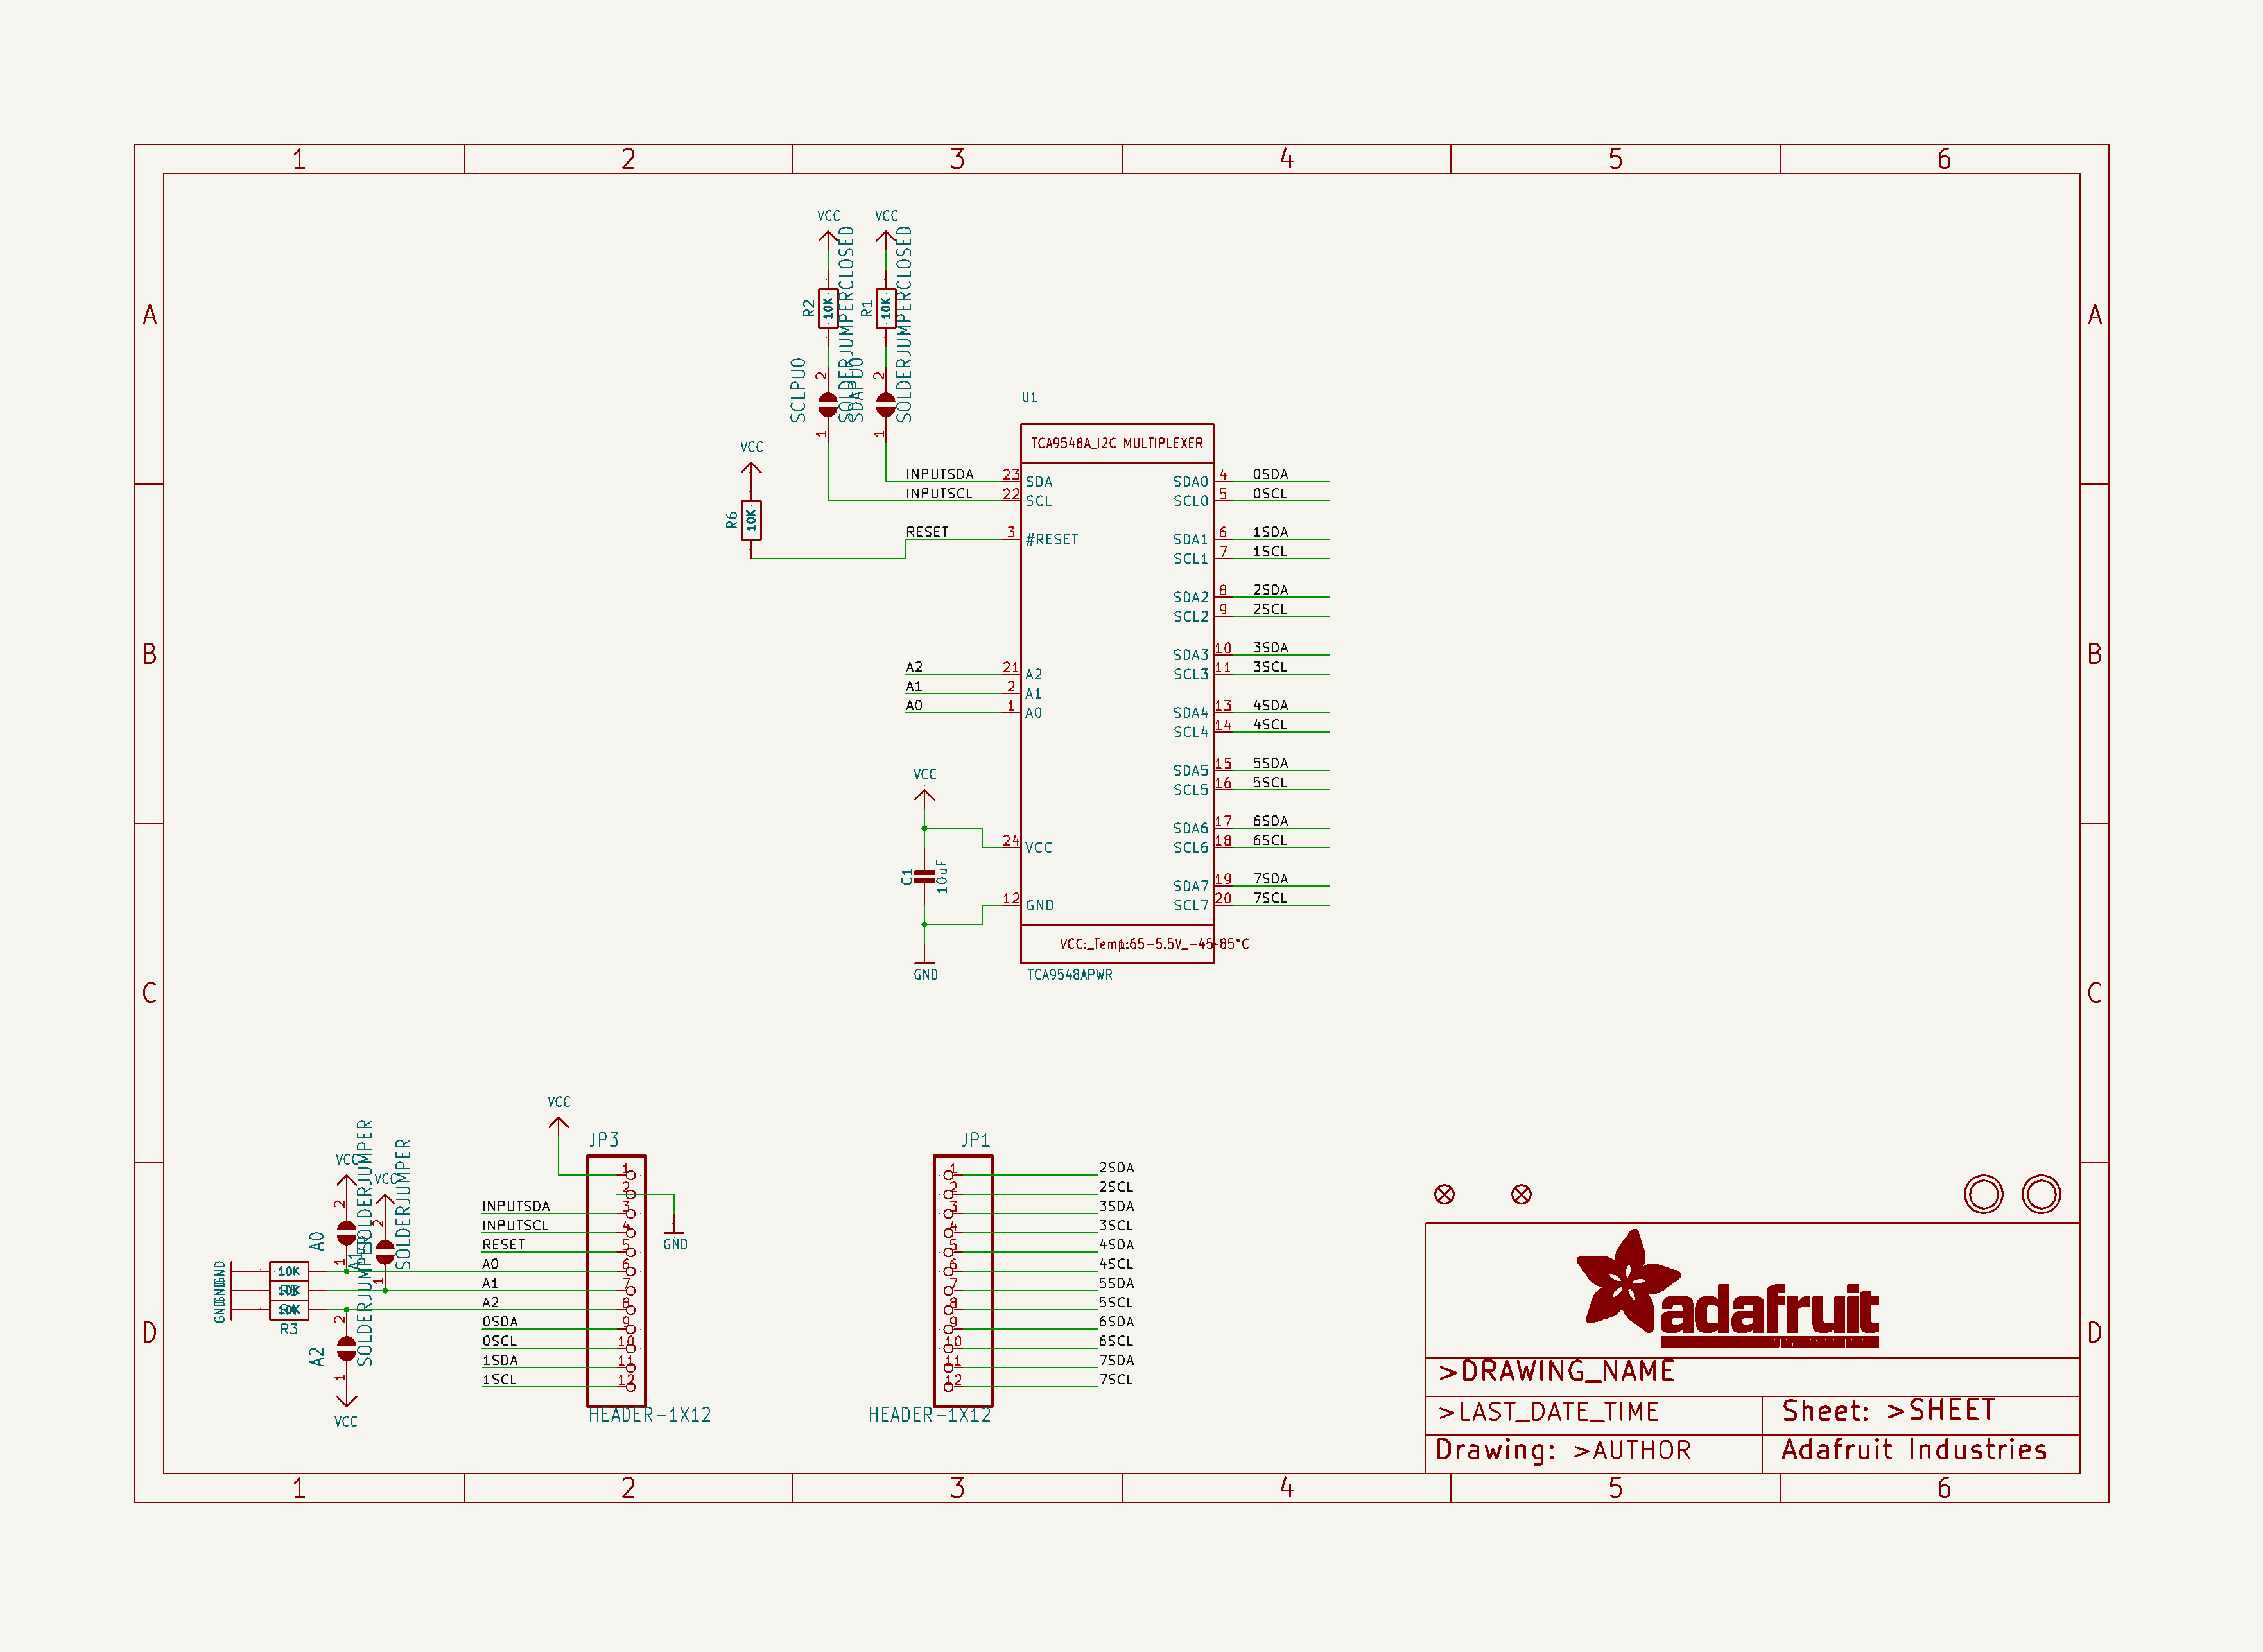 1 2 3 4 5 6
A A
B B
C C
D D
VCC VCC
R2 10K SOLDERJUMPERCLOSED
R1 10K SOLDERJUMPERCLOSED
SCLPU0 2 1
SDAPU0 2 1
VCC
R6 10K
U1
TCA9548A_I2C MULTIPLEXER
INPUTSDA 23 SDA SDA0 4 0SDA
INPUTSCL 22 SCL SCL0 5 0SCL
RESET 3 #RESET SDA1 6 1SDA
SCL1 7 1SCL
SDA2 8 2SDA
SCL2 9 2SCL
SDA3 10 3SDA
A2 21 A2 SCL3 11 3SCL
A1 2 A1
A0 1 A0 SDA4 13 4SDA
SCL4 14 4SCL
SDA5 15 5SDA
SCL5 16 5SCL
VCC
SDA6 17 6SDA
24 VCC SCL6 18 6SCL
C1 10uF
SDA7 19 7SDA
12 GND SCL7 20 7SCL
GND
VCC:_Temp:
1.65-5.5V_-45-85°C
TCA9548APWR
VCC
JP3
1
2
INPUTSDA 3
INPUTSCL 4
RESET 5
A0 6
A1 7
A2 8
0SDA 9
0SCL 10
1SDA 11
1SCL 12
GND
HEADER-1X12
VCC
A0 2 1 SOLDERJUMPER
VCC
A1 2 1 SOLDERJUMPER
GND 10K
GND 10K
GND 10K
R3
A2 2 1 SOLDERJUMPER
VCC
JP1
1 2SDA
2 2SCL
3 3SDA
4 3SCL
5 4SDA
6 4SCL
7 5SDA
8 5SCL
9 6SDA
10 6SCL
11 7SDA
12 7SCL
HEADER-1X12
adafruit
>DRAWING_NAME
>LAST_DATE_TIME
Sheet: >SHEET
Drawing: >AUTHOR
Adafruit Industries
1 2 3 4 5 6